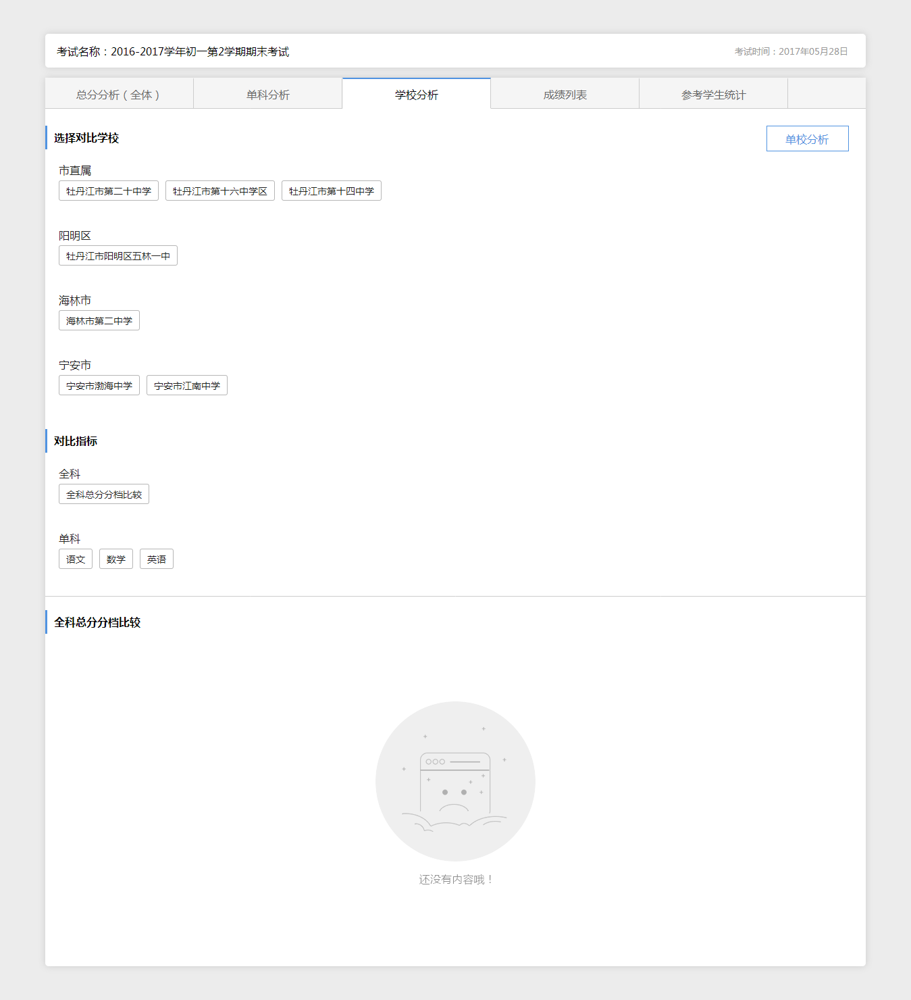 考试名称：2016-2017学年初一第2学期期末考试
考试时间：2017年05月28日
总分分析（全体）
单科分析
学校分析
成绩列表
参考学生统计
选择对比学校
单校分析
市直属
牡丹江市第二十中学
牡丹江市第十六中学区
牡丹江市第十四中学
阳明区
牡丹江市阳明区五林一中
海林市
海林市第二中学
宁安市
宁安市渤海中学
宁安市江南中学
对比指标
全科
全科总分分档比较
单科
语文
数学
英语
全科总分分档比较
还没有内容哦！